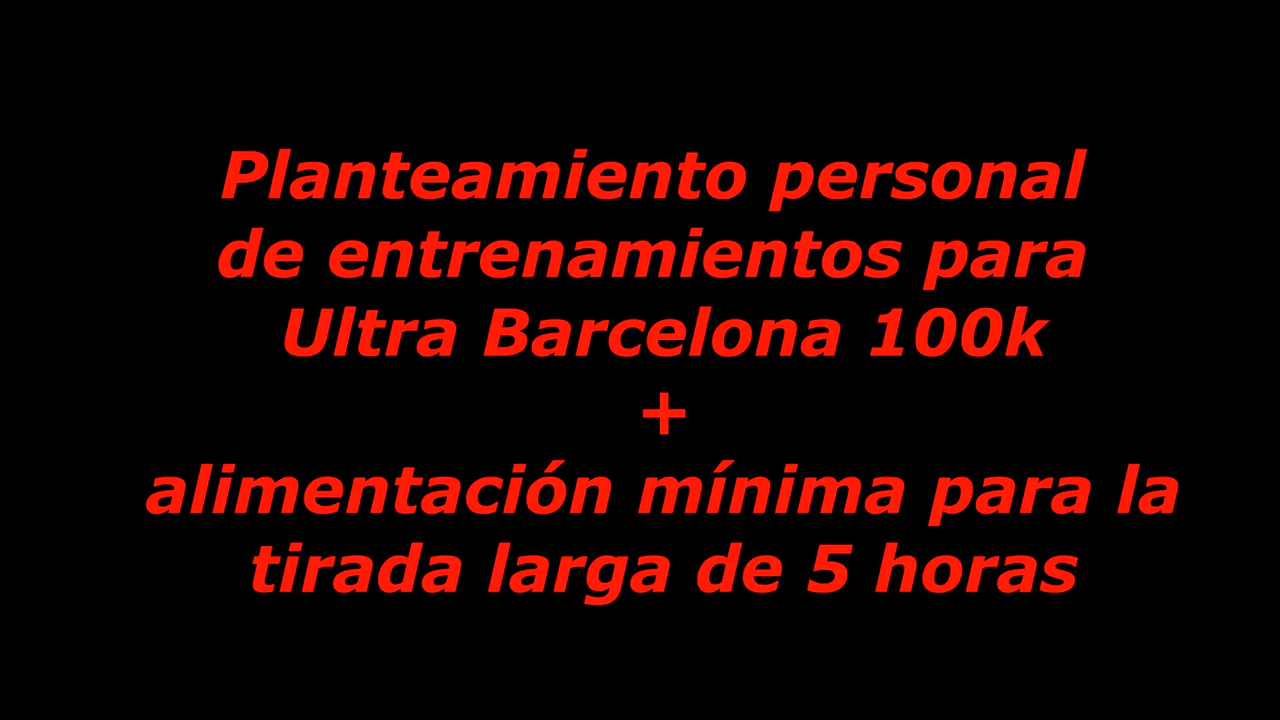 Planteamiento personal
de entrenamientos para
Ultra Barcelona 100k
+
alimentación mínima para la
tirada larga de 5 horas